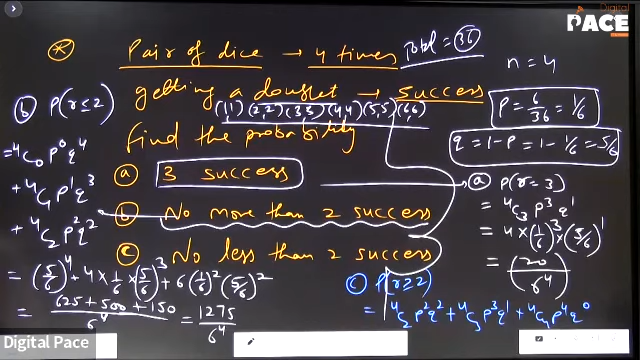 Digital
PACE
* Pair of dice → 4 times Total = 36
getting a doublet → success
(1 1) (2,2) (3,3) (4,4) (5,5) (6,6)
Find the probability
a 3 success
b No more than 2 success
c No less than 2 success
n = 4
P = 6/36 = 1/6
q = 1 - P = 1 - 1/6 = 5/6
a P(r = 3)
= ⁴C₃ p³ q¹
= 4 × (1/6)³ × (5/6)¹
= (20 / 6⁴)
b P(r ≤ 2)
= ⁴C₀ p⁰ q⁴
+ ⁴C₁ p¹ q³
+ ⁴C₂ p² q²
= (5/6)⁴ + 4 × 1/6 × (5/6)³ + 6 (1/6)² (5/6)²
= 625 + 500 + 150 / 6⁴ = 1275 / 6⁴
c P(r ≥ 2)
= ⁴C₂ p² q² + ⁴C₃ p³ q¹ + ⁴C₄ p⁴ q⁰
Digital Pace